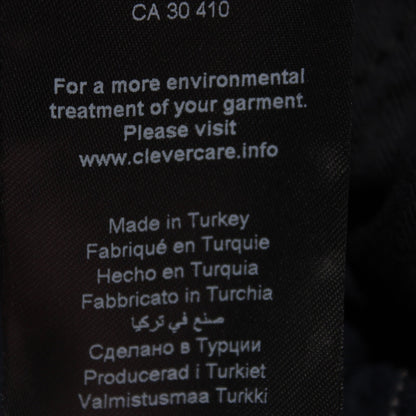 CA 30 410
For a more environmental
treatment of your garment.
Please visit
www.clevercare.info
Made in Turkey
Fabriqué en Turquie
Hecho en Turquia
Fabbricato in Turchia
صنع في تركيا
Сделано в Турции
Producerad i Turkiet
Valmistusmaa Turkki